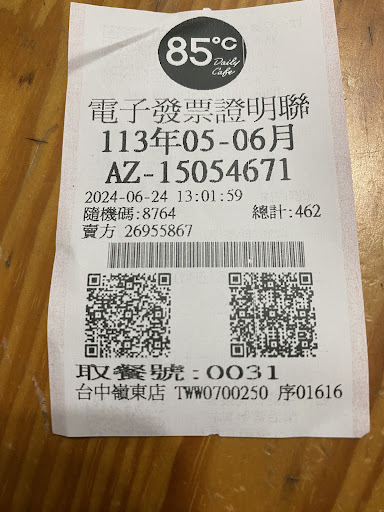 85°C
Daily
Cafe
電子發票證明聯
113年05-06月
AZ-15054671
2024-06-24 13:01:59
隨機碼:8764 總計:462
賣方 26955867
取餐號:0031
台中嶺東店 TWW0700250 序01616